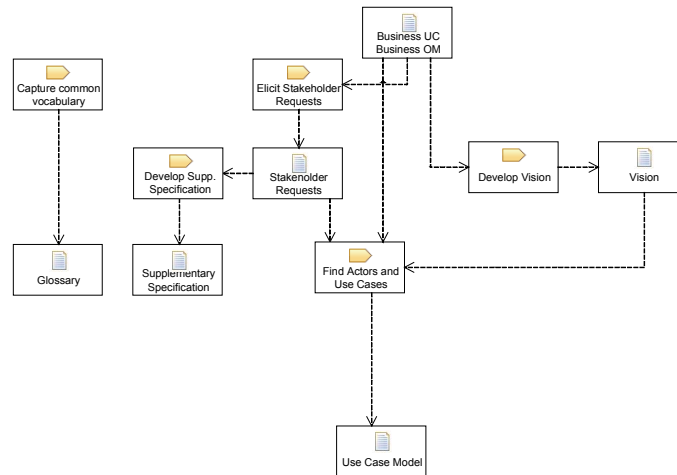 Business UC
Business OM
Capture common
vocabulary
Elicit Stakeholder
Requests
Develop Supp.
Specification
Stakeholder
Requests
Develop Vision
Vision
Glossary
Supplementary
Specification
Find Actors and
Use Cases
Use Case Model